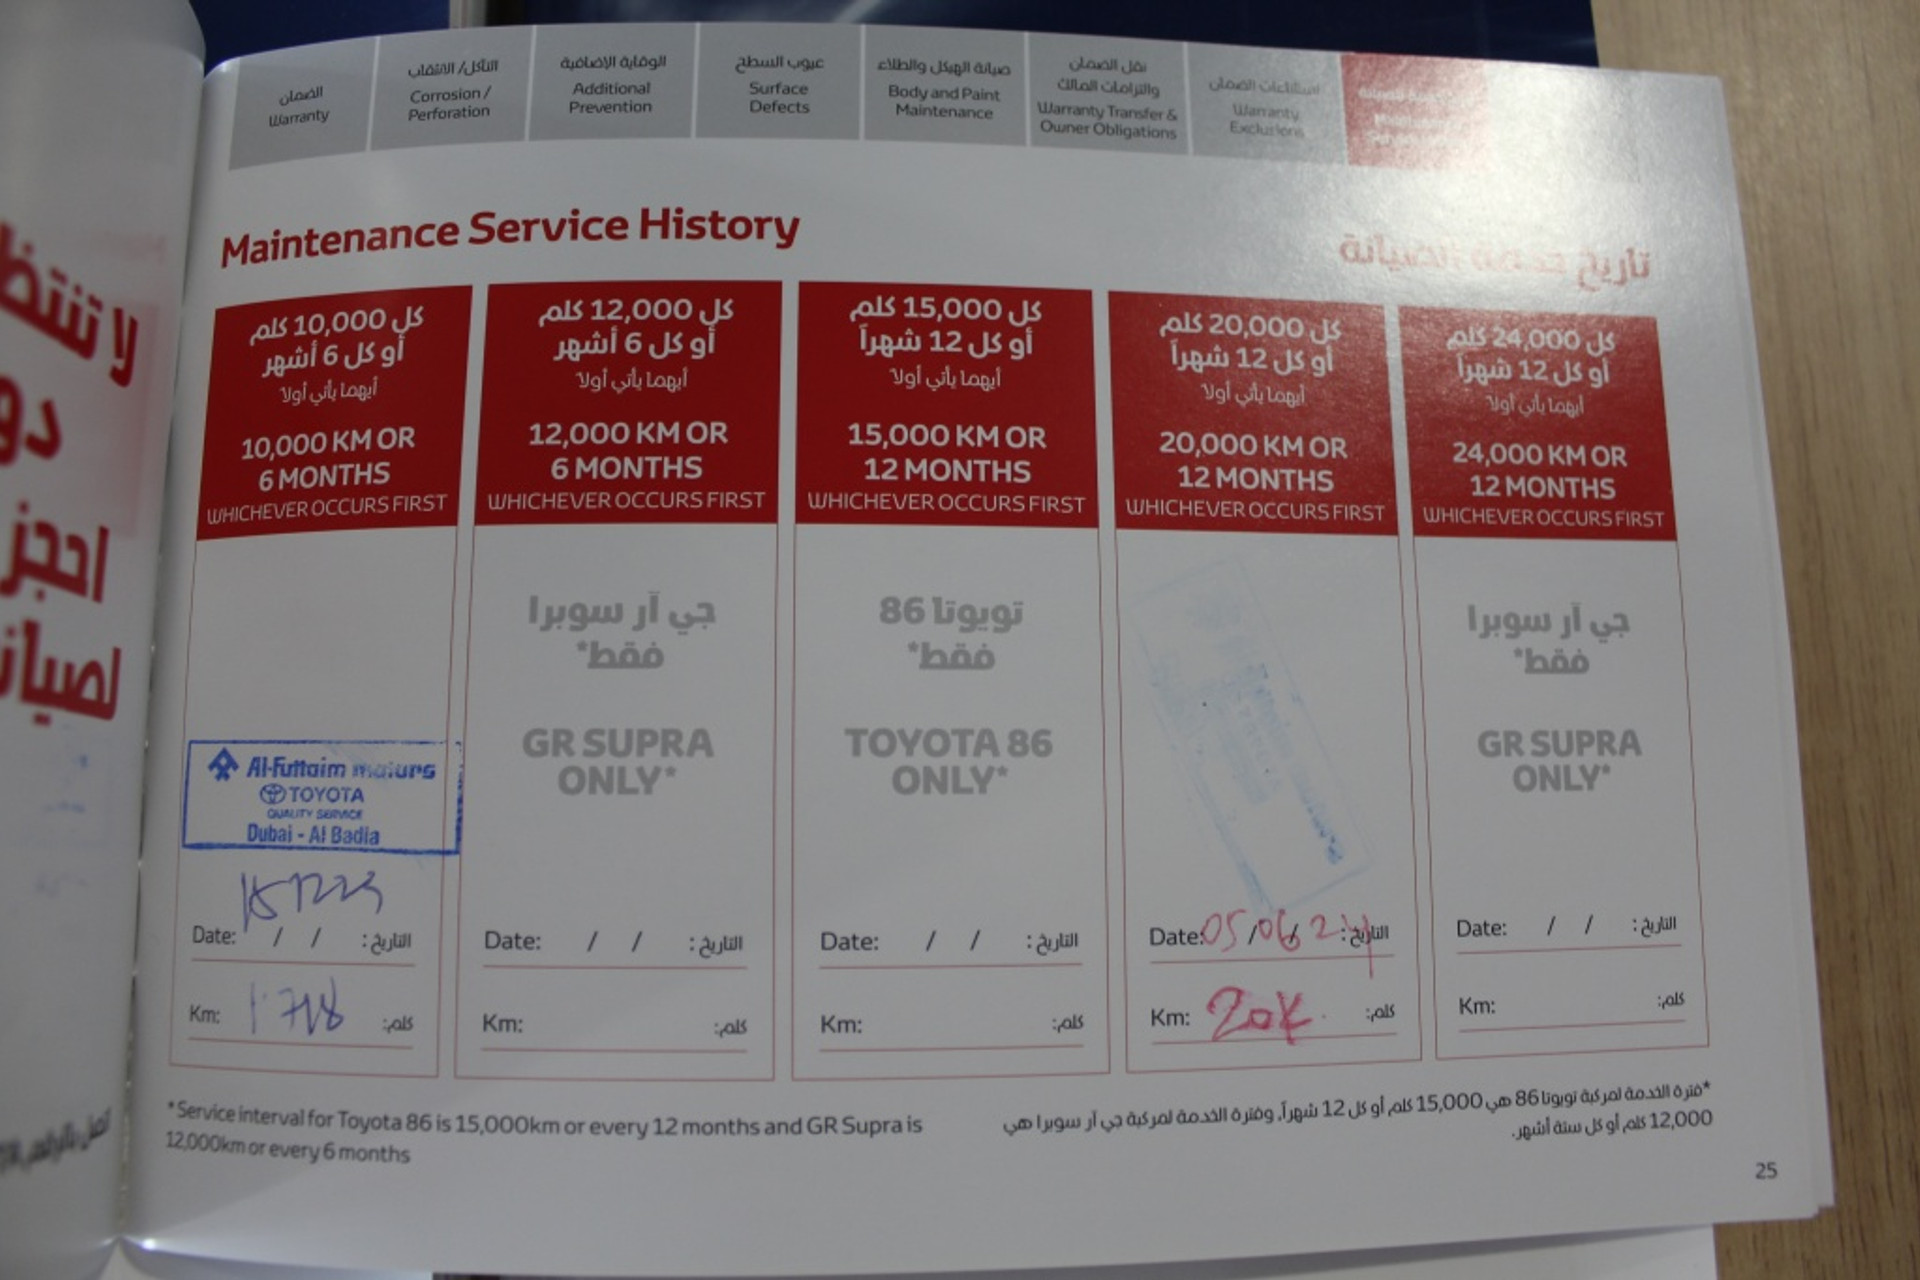 الضمان
Warranty
التآكل/ الانثقاب
Corrosion /
Perforation
الوقاية الإضافية
Additional
Prevention
عيوب السطح
Surface
Defects
صيانة الهيكل والطلاء
Body and Paint
Maintenance
نقل الضمان
والتزامات المالك
Warranty Transfer &
Owner Obligations
استثناءات الضمان
Warranty
Exclusions
Maintenance Service History
تاريخ خدمة الصيانة
كل 10,000 كلم
أو كل 6 أشهر
أيهما يأتي أولا
10,000 KM OR
6 MONTHS
WHICHEVER OCCURS FIRST
Al-Futtaim motors
TOYOTA
QUALITY SERVICE
Dubai - Al Badia
Date: / / التاريخ:
Km: كلم:
كل 12,000 كلم
أو كل 6 أشهر
أيهما يأتي أولا
12,000 KM OR
6 MONTHS
WHICHEVER OCCURS FIRST
جي آر سوبرا
فقط*
GR SUPRA
ONLY*
Date: / / التاريخ:
Km: كلم:
كل 15,000 كلم
أو كل 12 شهراً
أيهما يأتي أولا
15,000 KM OR
12 MONTHS
WHICHEVER OCCURS FIRST
تويوتا 86
فقط*
TOYOTA 86
ONLY*
Date: / / التاريخ:
Km: كلم:
كل 20,000 كلم
أو كل 12 شهراً
أيهما يأتي أولا
20,000 KM OR
12 MONTHS
WHICHEVER OCCURS FIRST
Date: 05/06/24 التاريخ:
Km: 20K كلم:
كل 24,000 كلم
أو كل 12 شهراً
أيهما يأتي أولا
24,000 KM OR
12 MONTHS
WHICHEVER OCCURS FIRST
جي آر سوبرا
فقط*
GR SUPRA
ONLY*
Date: / / التاريخ:
Km: كلم:
*Service interval for Toyota 86 is 15,000km or every 12 months and GR Supra is
12,000km or every 6 months
*فترة الخدمة لمركبة تويوتا 86 هي 15,000 كلم أو كل 12 شهراً، وفترة الخدمة لمركبة جي آر سوبرا هي
12,000 كلم أو كل ستة أشهر.
25